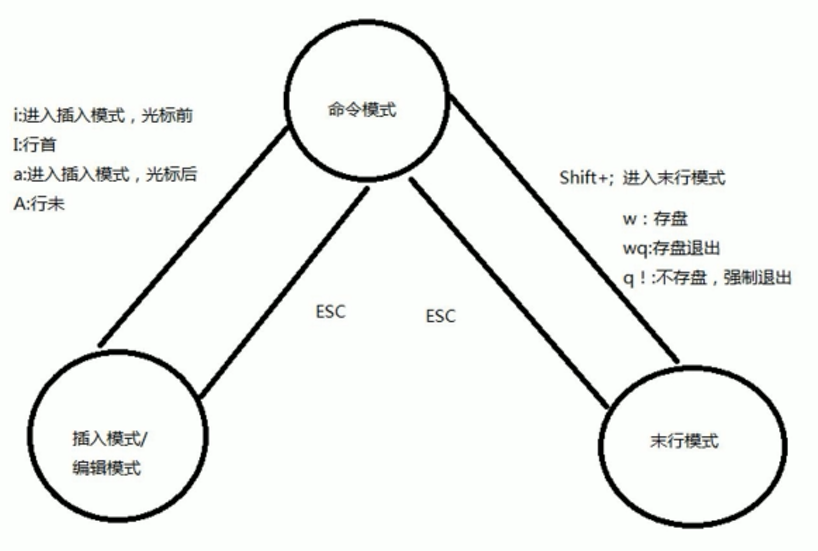 命令模式
i:进入插入模式，光标前
I:行首
a:进入插入模式，光标后
A:行未
Shift+; 进入末行模式
w：存盘
wq:存盘退出
q！:不存盘，强制退出
ESC
ESC
插入模式/
编辑模式
末行模式